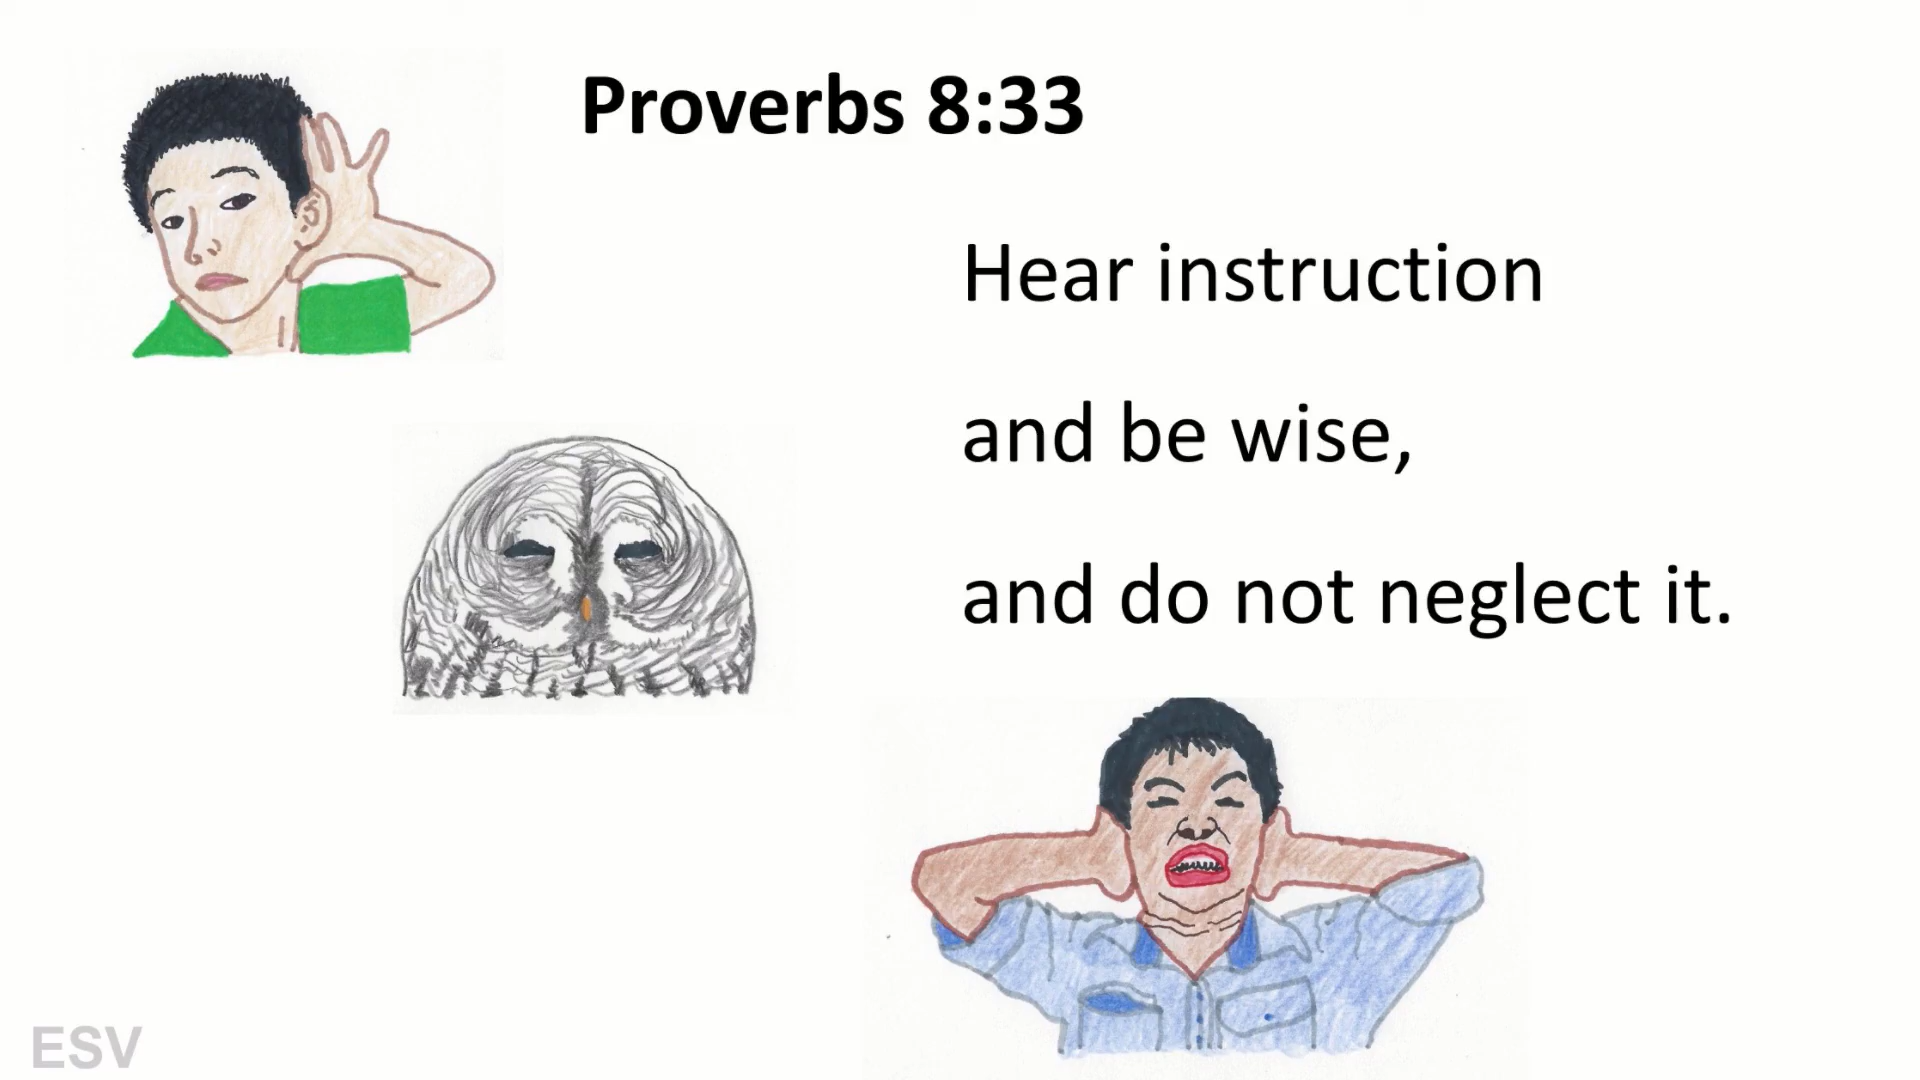 Proverbs 8:33
Hear instruction
and be wise,
and do not neglect it.
ESV